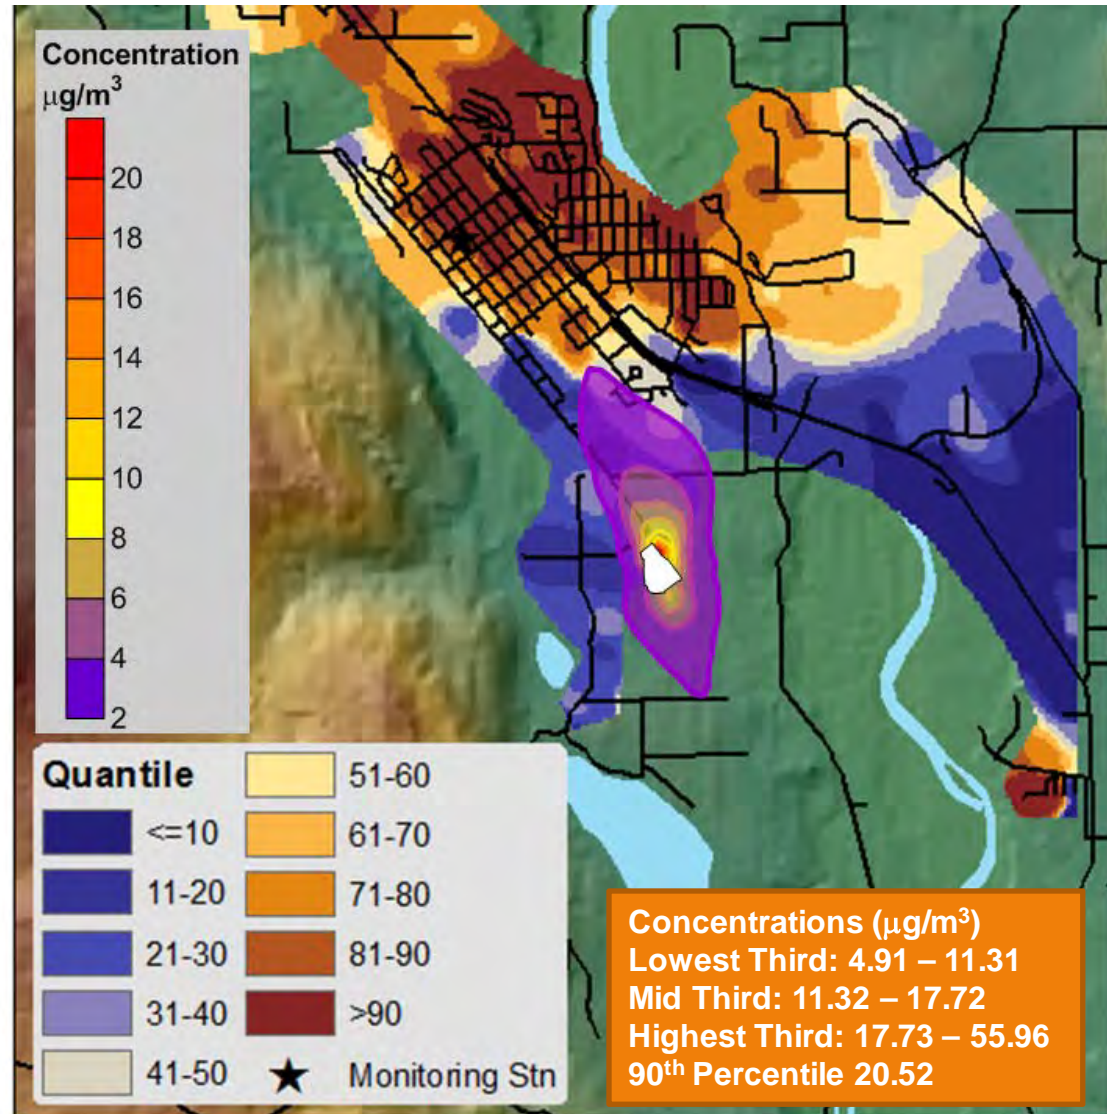 Concentration
μg/m³
20
18
16
14
12
10
8
6
4
2
Quantile
<=10
11-20
21-30
31-40
41-50
51-60
61-70
71-80
81-90
>90
Monitoring Stn
Concentrations (μg/m³)
Lowest Third: 4.91 – 11.31
Mid Third: 11.32 – 17.72
Highest Third: 17.73 – 55.96
90th Percentile 20.52